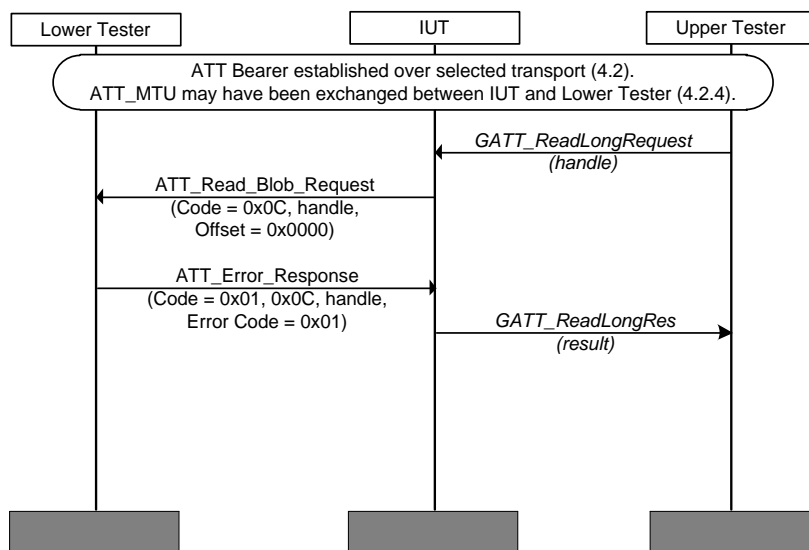 Lower Tester
IUT
Upper Tester
ATT Bearer established over selected transport (4.2).
ATT_MTU may have been exchanged between IUT and Lower Tester (4.2.4).
GATT_ReadLongRequest
(handle)
ATT_Read_Blob_Request
(Code = 0x0C, handle,
Offset = 0x0000)
ATT_Error_Response
(Code = 0x01, 0x0C, handle,
Error Code = 0x01)
GATT_ReadLongRes
(result)